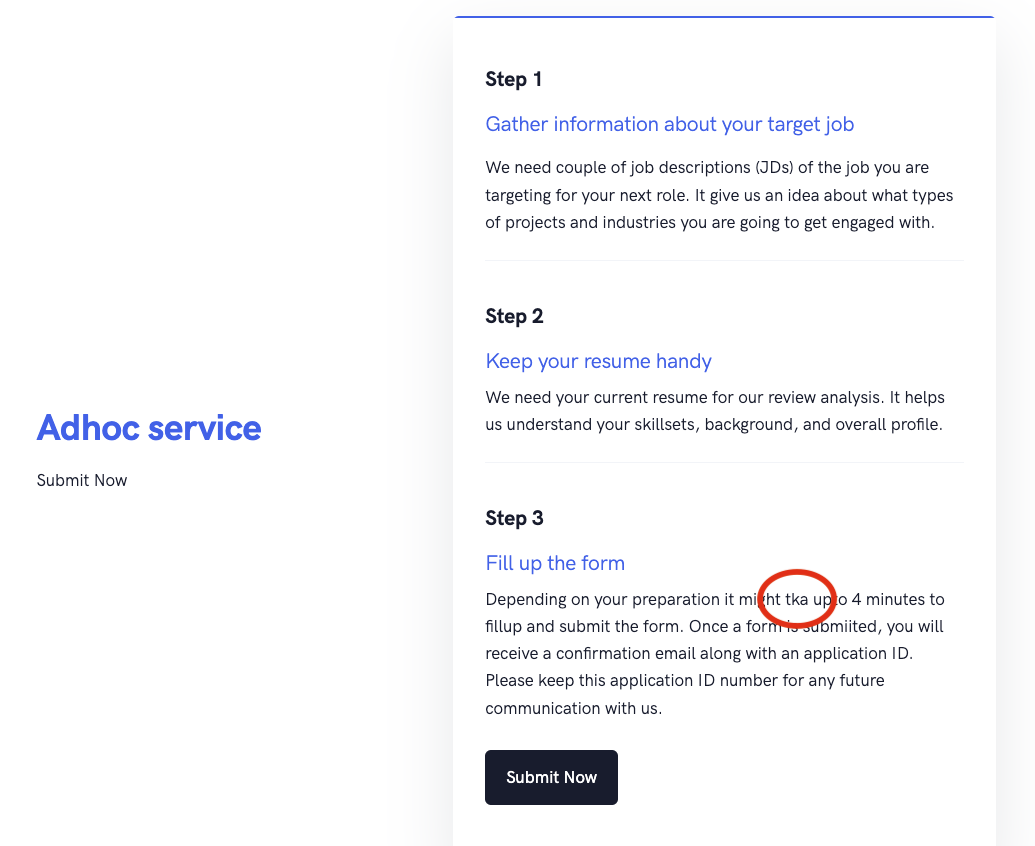 Adhoc service
Submit Now
Step 1
Gather information about your target job
We need couple of job descriptions (JDs) of the job you are
targeting for your next role. It give us an idea about what types
of projects and industries you are going to get engaged with.
Step 2
Keep your resume handy
We need your current resume for our review analysis. It helps
us understand your skillsets, background, and overall profile.
Step 3
Fill up the form
Depending on your preparation it might tka upto 4 minutes to
fillup and submit the form. Once a form is submiited, you will
receive a confirmation email along with an application ID.
Please keep this application ID number for any future
communication with us.
Submit Now